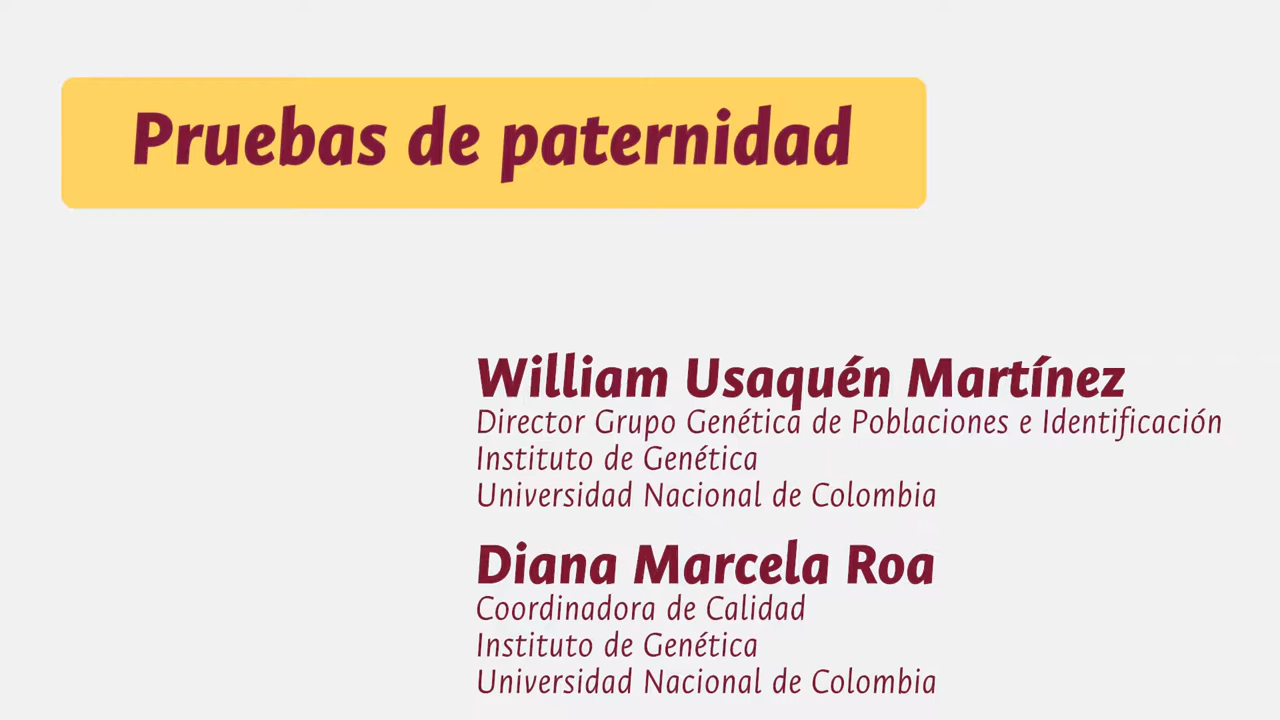 Pruebas de paternidad
William Usaquén Martínez
Director Grupo Genética de Poblaciones e Identificación
Instituto de Genética
Universidad Nacional de Colombia
Diana Marcela Roa
Coordinadora de Calidad
Instituto de Genética
Universidad Nacional de Colombia